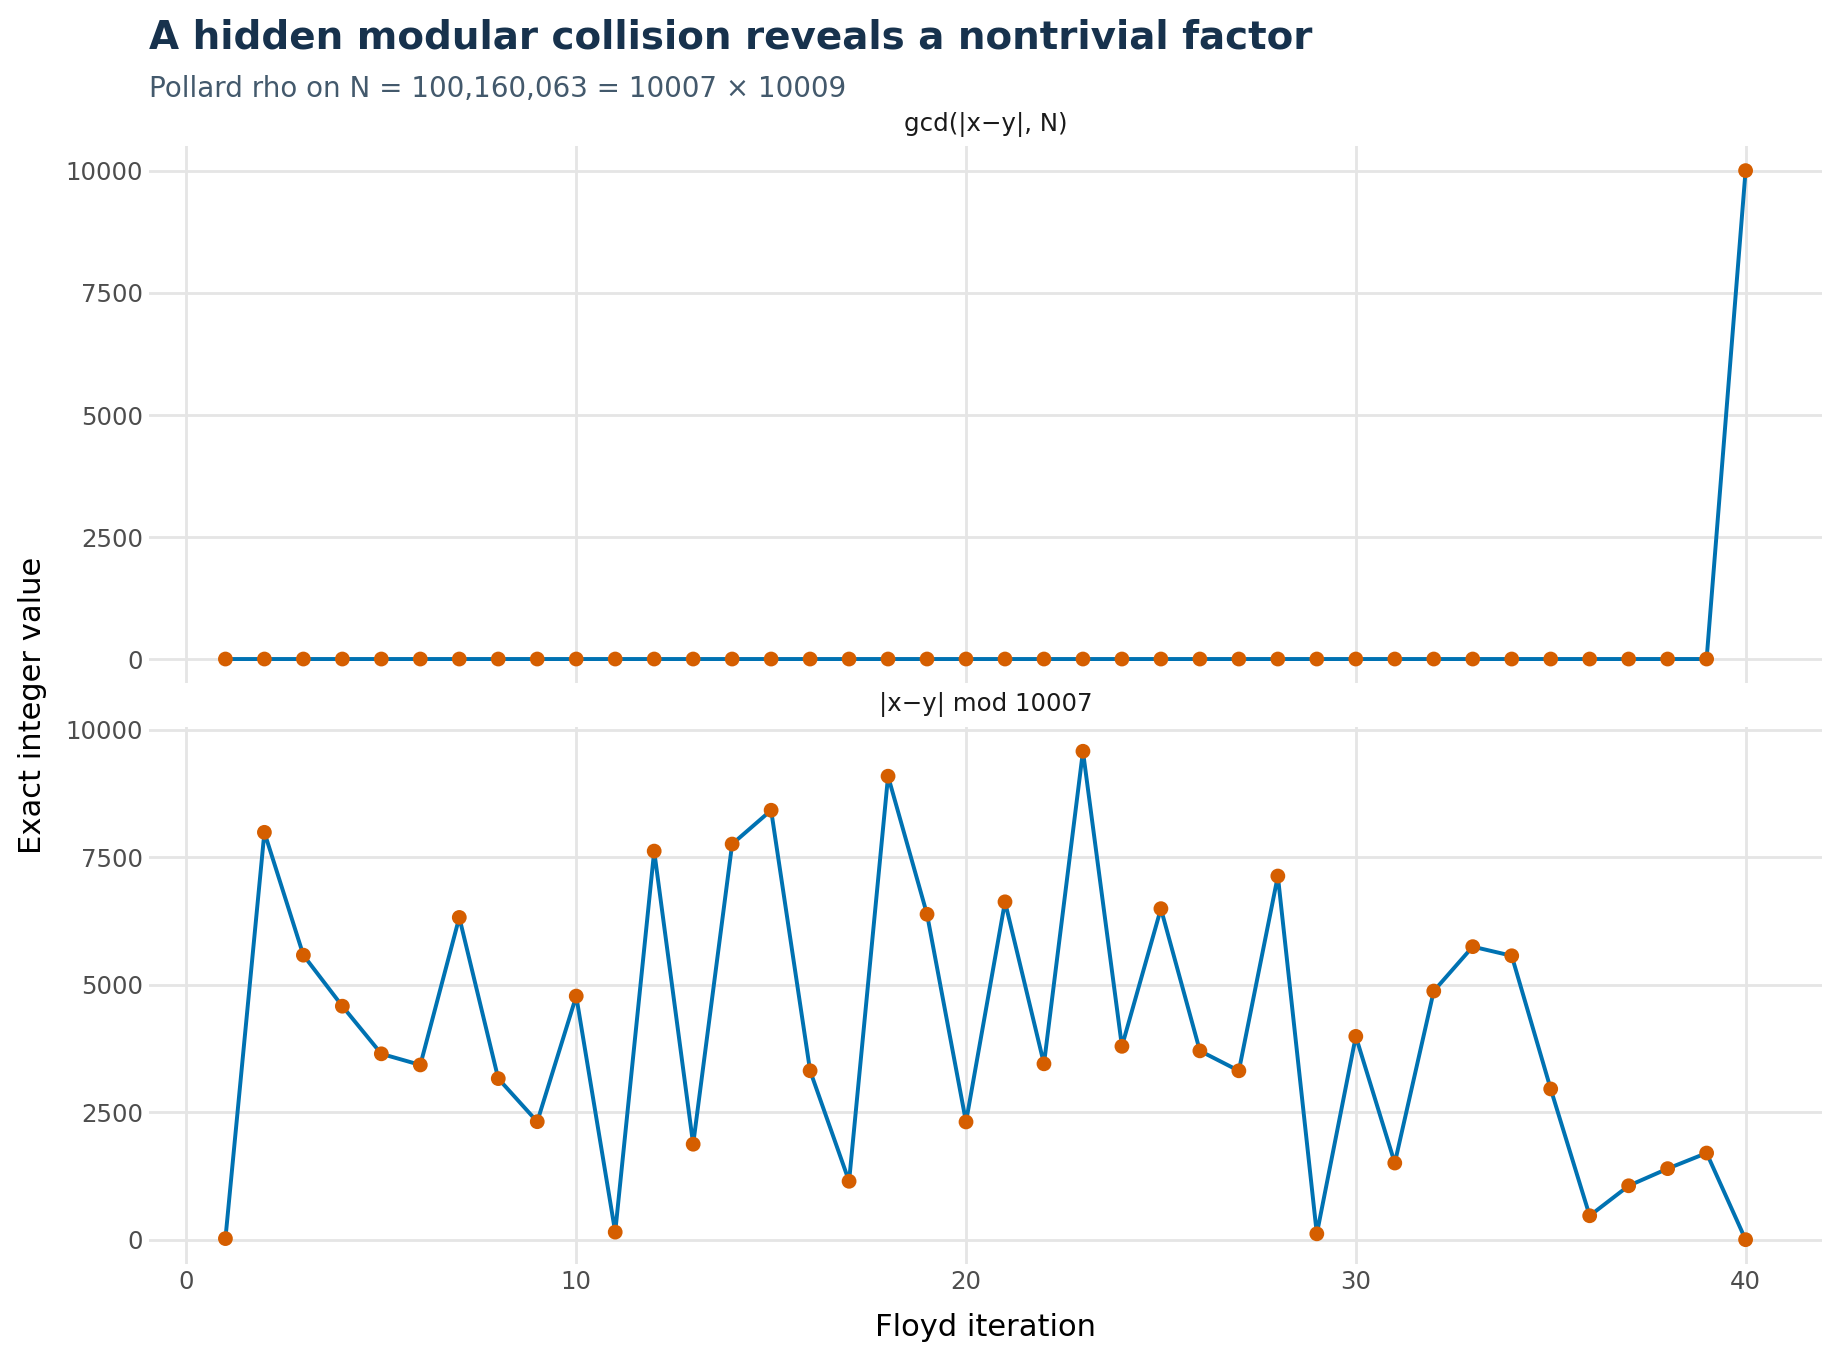 A hidden modular collision reveals a nontrivial factor
Pollard rho on N = 100,160,063 = 10007 × 10009
gcd(|x−y|, N)
10000
7500
5000
2500
0
|x−y| mod 10007
10000
7500
5000
2500
0
0 10 20 30 40
Floyd iteration
Exact integer value